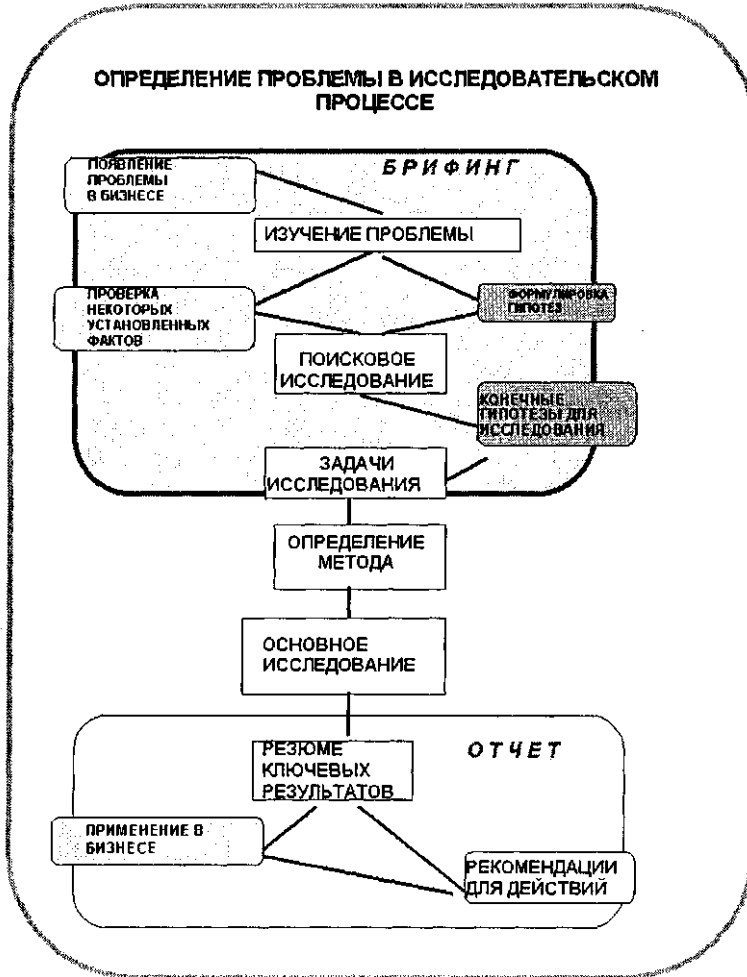 ОПРЕДЕЛЕНИЕ ПРОБЛЕМЫ В ИССЛЕДОВАТЕЛЬСКОМ
ПРОЦЕССЕ
БРИФИНГ
ПОЯВЛЕНИЕ
ПРОБЛЕМЫ
В БИЗНЕСЕ
ИЗУЧЕНИЕ ПРОБЛЕМЫ
ПРОВЕРКА
НЕКОТОРЫХ
УСТАНОВЛЕННЫХ
ФАКТОВ
ФОРМУЛИРОВКА
ГИПОТЕЗ
ПОИСКОВОЕ
ИССЛЕДОВАНИЕ
КОНЕЧНЫЕ
ГИПОТЕЗЫ ДЛЯ
ИССЛЕДОВАНИЯ
ЗАДАЧИ
ИССЛЕДОВАНИЯ
ОПРЕДЕЛЕНИЕ
МЕТОДА
ОСНОВНОЕ
ИССЛЕДОВАНИЕ
ОТЧЕТ
РЕЗЮМЕ
КЛЮЧЕВЫХ
РЕЗУЛЬТАТОВ
ПРИМЕНЕНИЕ В
БИЗНЕСЕ
РЕКОМЕНДАЦИИ
ДЛЯ ДЕЙСТВИЙ